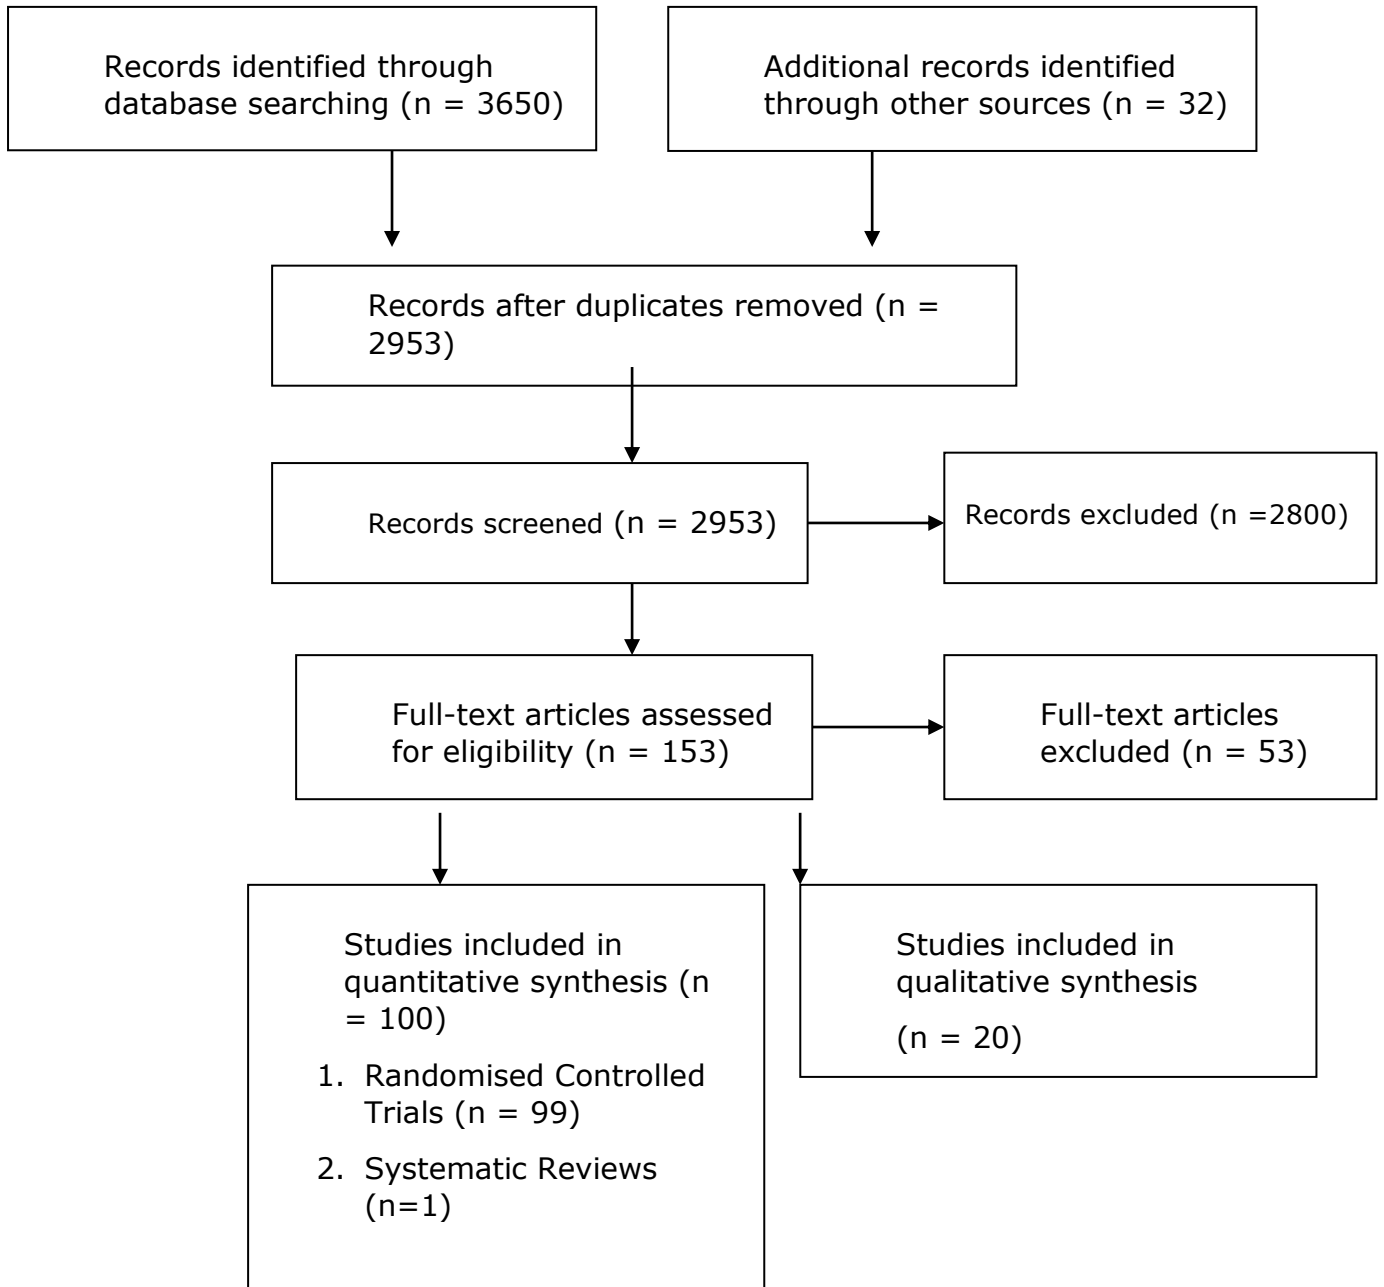 Records identified through
database searching (n = 3650)
Additional records identified
through other sources (n = 32)
Records after duplicates removed (n =
2953)
Records screened (n = 2953)
Records excluded (n =2800)
Full-text articles assessed
for eligibility (n = 153)
Full-text articles
excluded (n = 53)
Studies included in
quantitative synthesis (n
= 100)
1. Randomised Controlled
Trials (n = 99)
2. Systematic Reviews
(n=1)
Studies included in
qualitative synthesis
(n = 20)